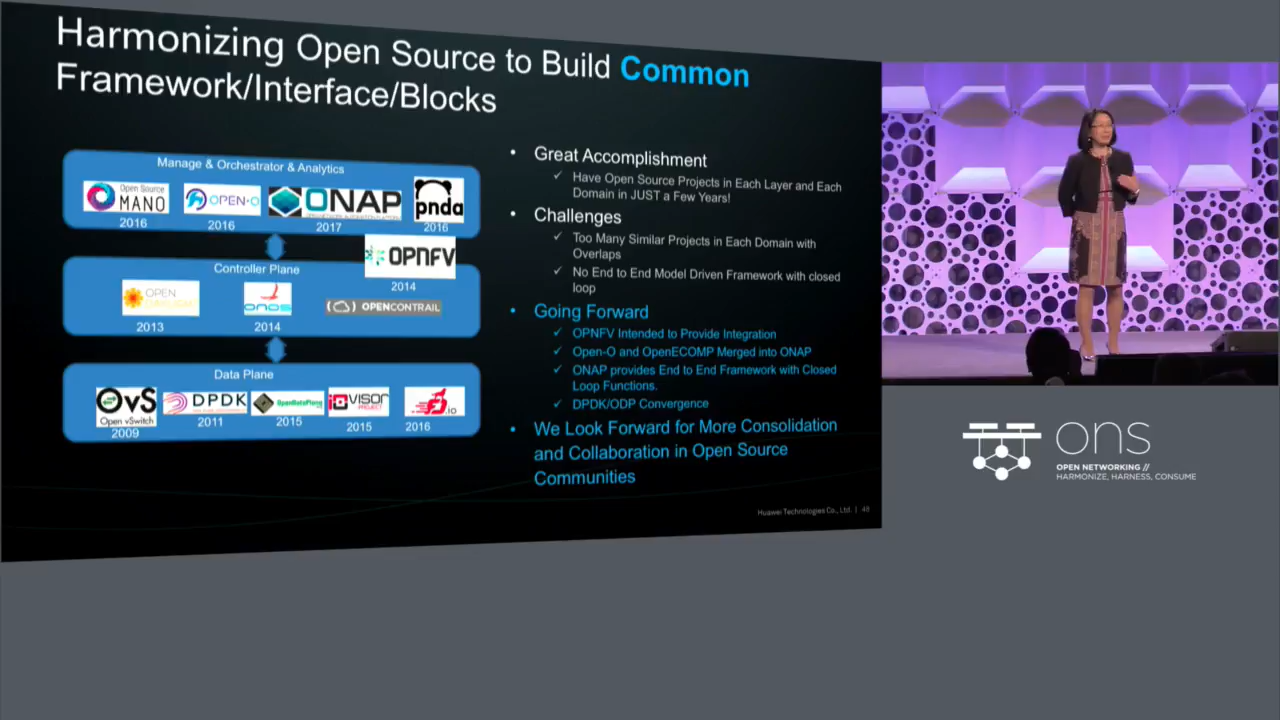 Harmonizing Open Source to Build Common
Framework/Interface/Blocks
Manage & Orchestrator & Analytics
Open Source
MANO
2016
OPEN-O
2016
ONAP
2017
pnda
2016
OPNFV
2014
Controller Plane
OPEN
2013
onos
2014
OPENCONTRAIL
Data Plane
OvS
Open vSwitch
2009
DPDK
2011
OpenDataPlane
2015
IOVISOR
PROJECT
2015
io
2016
• Great Accomplishment
✓ Have Open Source Projects in Each Layer and Each
Domain in JUST a Few Years!
• Challenges
✓ Too Many Similar Projects in Each Domain with
Overlaps
✓ No End to End Model Driven Framework with closed
loop
• Going Forward
✓ OPNFV Intended to Provide Integration
✓ Open-O and OpenECOMP Merged into ONAP
✓ ONAP provides End to End Framework with Closed
Loop Functions.
✓ DPDK/ODP Convergence
• We Look Forward for More Consolidation
and Collaboration in Open Source
Communities
Huawei Technologies Co., Ltd. |
ons
OPEN NETWORKING //
HARMONIZE, HARNESS, CONSUME